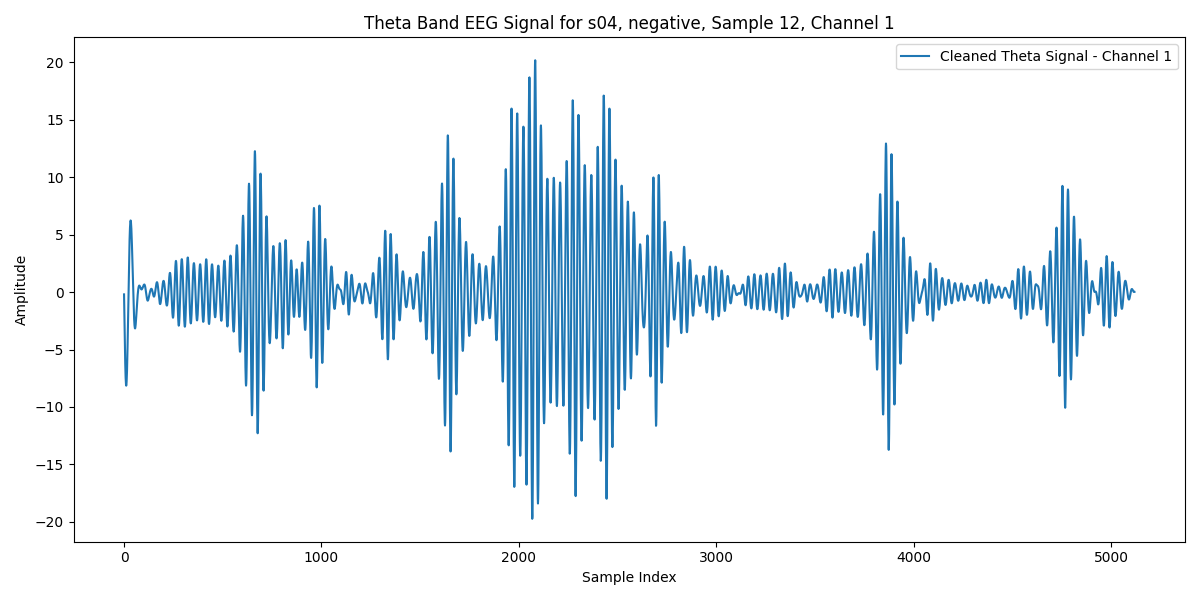 Theta Band EEG Signal for s04, negative, Sample 12, Channel 1
Cleaned Theta Signal - Channel 1
Amplitude
20
15
10
5
0
−5
−10
−15
−20
0 1000 2000 3000 4000 5000
Sample Index